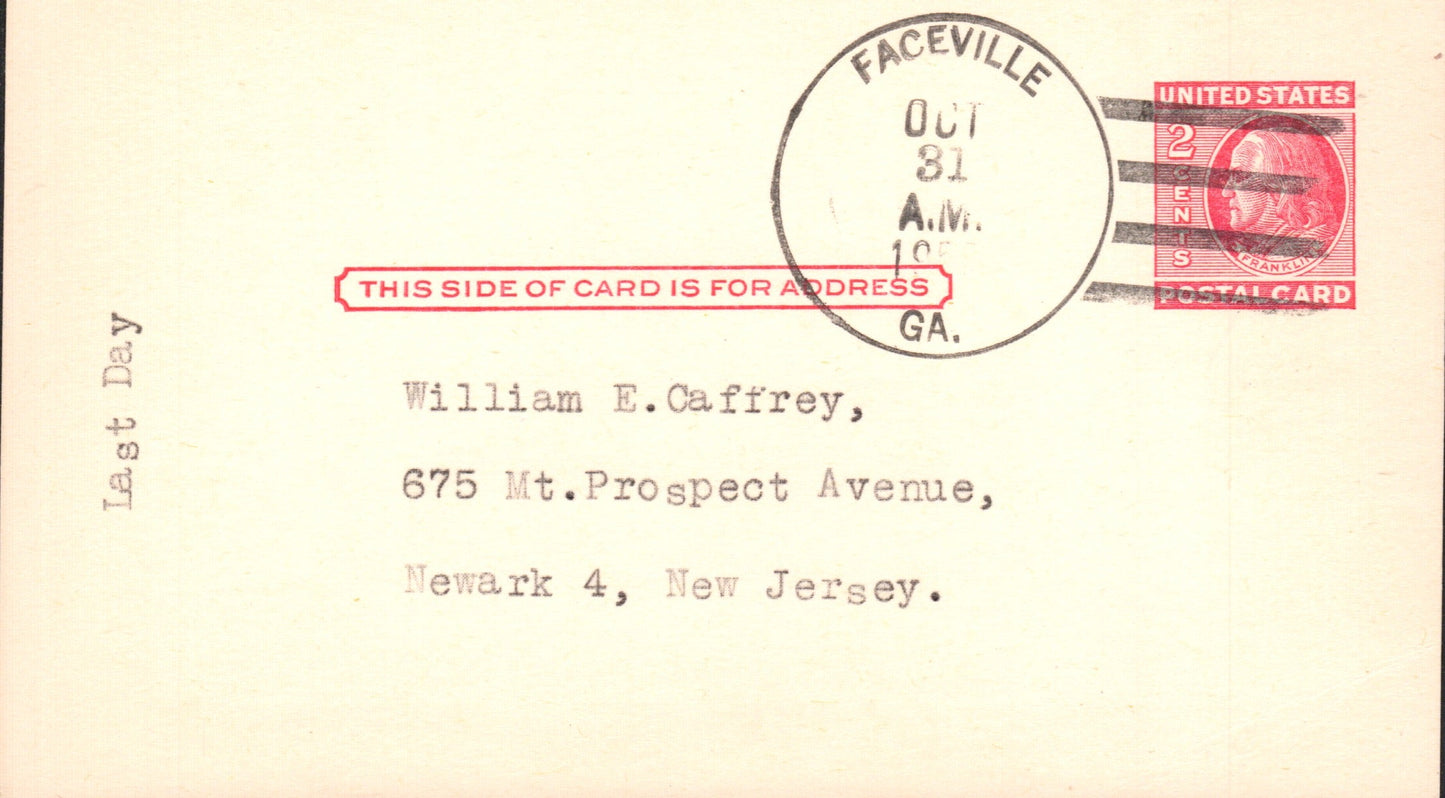 FACEVILLE
OCT
31
A.M.
GA.
UNITED STATES
2 CENTS
FRANKLIN
POSTAL CARD
THIS SIDE OF CARD IS FOR ADDRESS
Last Day
William E.Caffrey,
675 Mt.Prospect Avenue,
Newark 4, New Jersey.